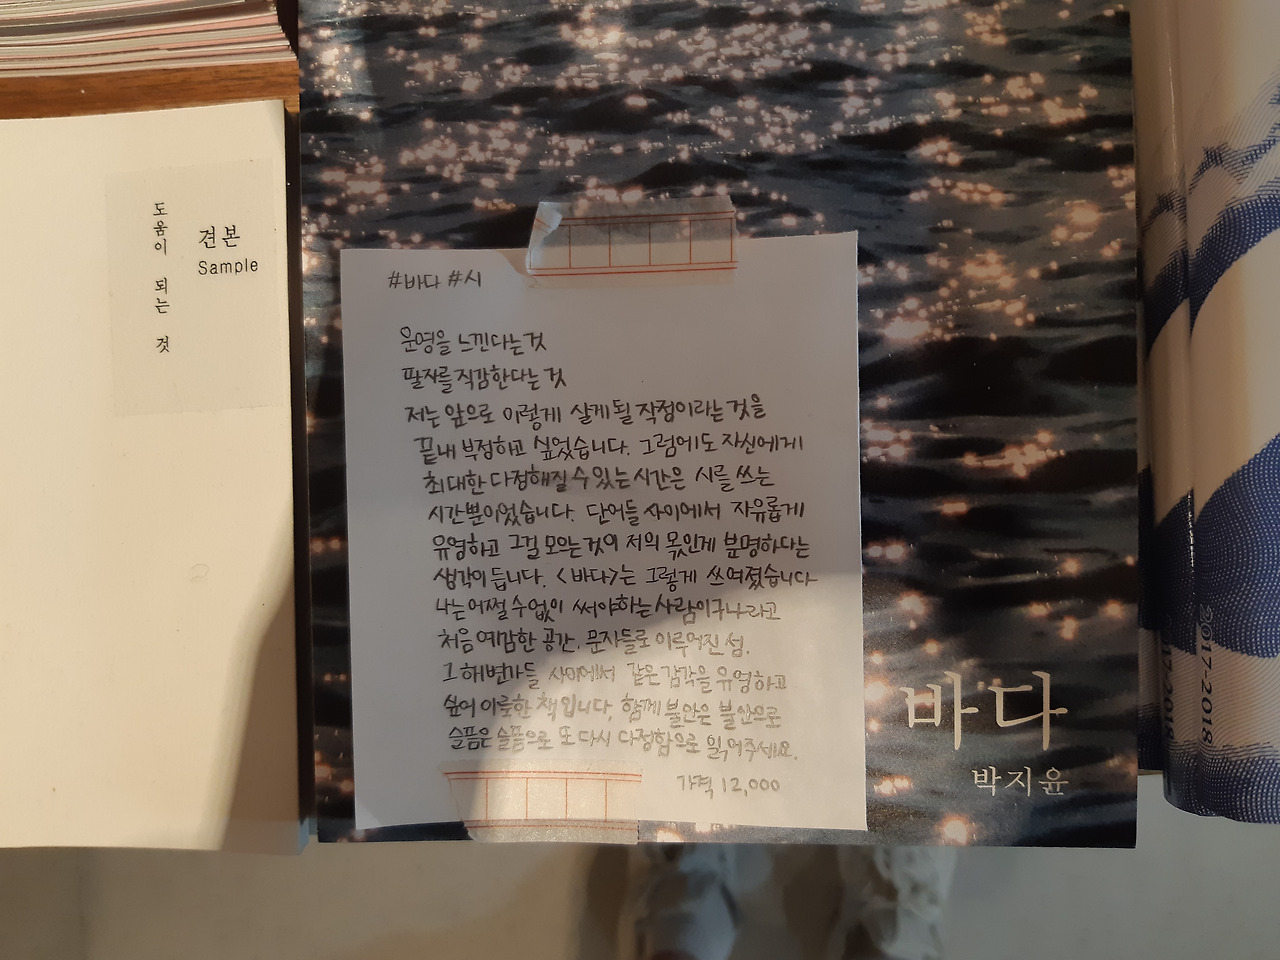 도움이 되는 것
견본
Sample
#바다 #시
운명을 느낀다는 것
팔자를 직감한다는 것
저는 앞으로 이렇게 살게 될 작정이라는 것을
끝내 부정하고 싶었습니다. 그럼에도 자신에게
최대한 다정해질 수 있는 시간은 시를 쓰는
시간뿐이었습니다. 단어들 사이에서 자유롭게
유영하고 그걸 모으는 것이 저의 몫인게 분명하다는
생각이 듭니다. <바다>는 그렇게 쓰여졌습니다
나는 어쩔 수 없이 써야하는 사람이구나라고
처음 예감한 공간. 문자들로 이루어진 섬.
그 해변가들 사이에서 같은 감각을 유영하고
싶어 이룩한 책입니다. 함께 불안은 불안으로
슬픔은 슬픔으로 또 다시 다정함으로 읽어주세요.
가격 12,000
바다
박지윤
2017-2018
17-2018